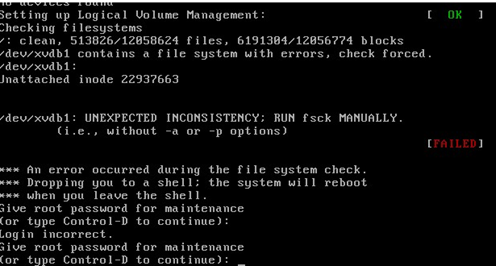 No devices found
Setting up Logical Volume Management: [ OK ]
Checking filesystems
/: clean, 513826/12058624 files, 6191304/12056774 blocks
/dev/xvdb1 contains a file system with errors, check forced.
/dev/xvdb1:
Unattached inode 22937663
/dev/xvdb1: UNEXPECTED INCONSISTENCY; RUN fsck MANUALLY.
(i.e., without -a or -p options)
[FAILED]
*** An error occurred during the file system check.
*** Dropping you to a shell; the system will reboot
*** when you leave the shell.
Give root password for maintenance
(or type Control-D to continue):
Login incorrect.
Give root password for maintenance
(or type Control-D to continue): _